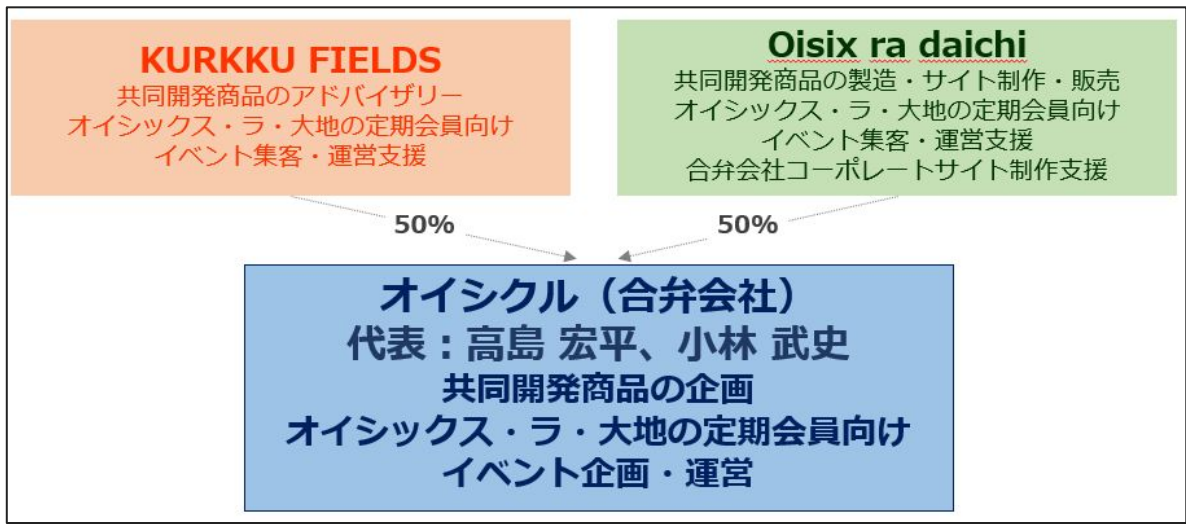 KURKKU FIELDS
共同開発商品のアドバイザリー
オイシックス・ラ・大地の定期会員向け
イベント集客・運営支援
Oisix ra daichi
共同開発商品の製造・サイト制作・販売
オイシックス・ラ・大地の定期会員向け
イベント集客・運営支援
合弁会社コーポレートサイト制作支援
50%
50%
オイシクル（合弁会社）
代表：高島 宏平、小林 武史
共同開発商品の企画
オイシックス・ラ・大地の定期会員向け
イベント企画・運営